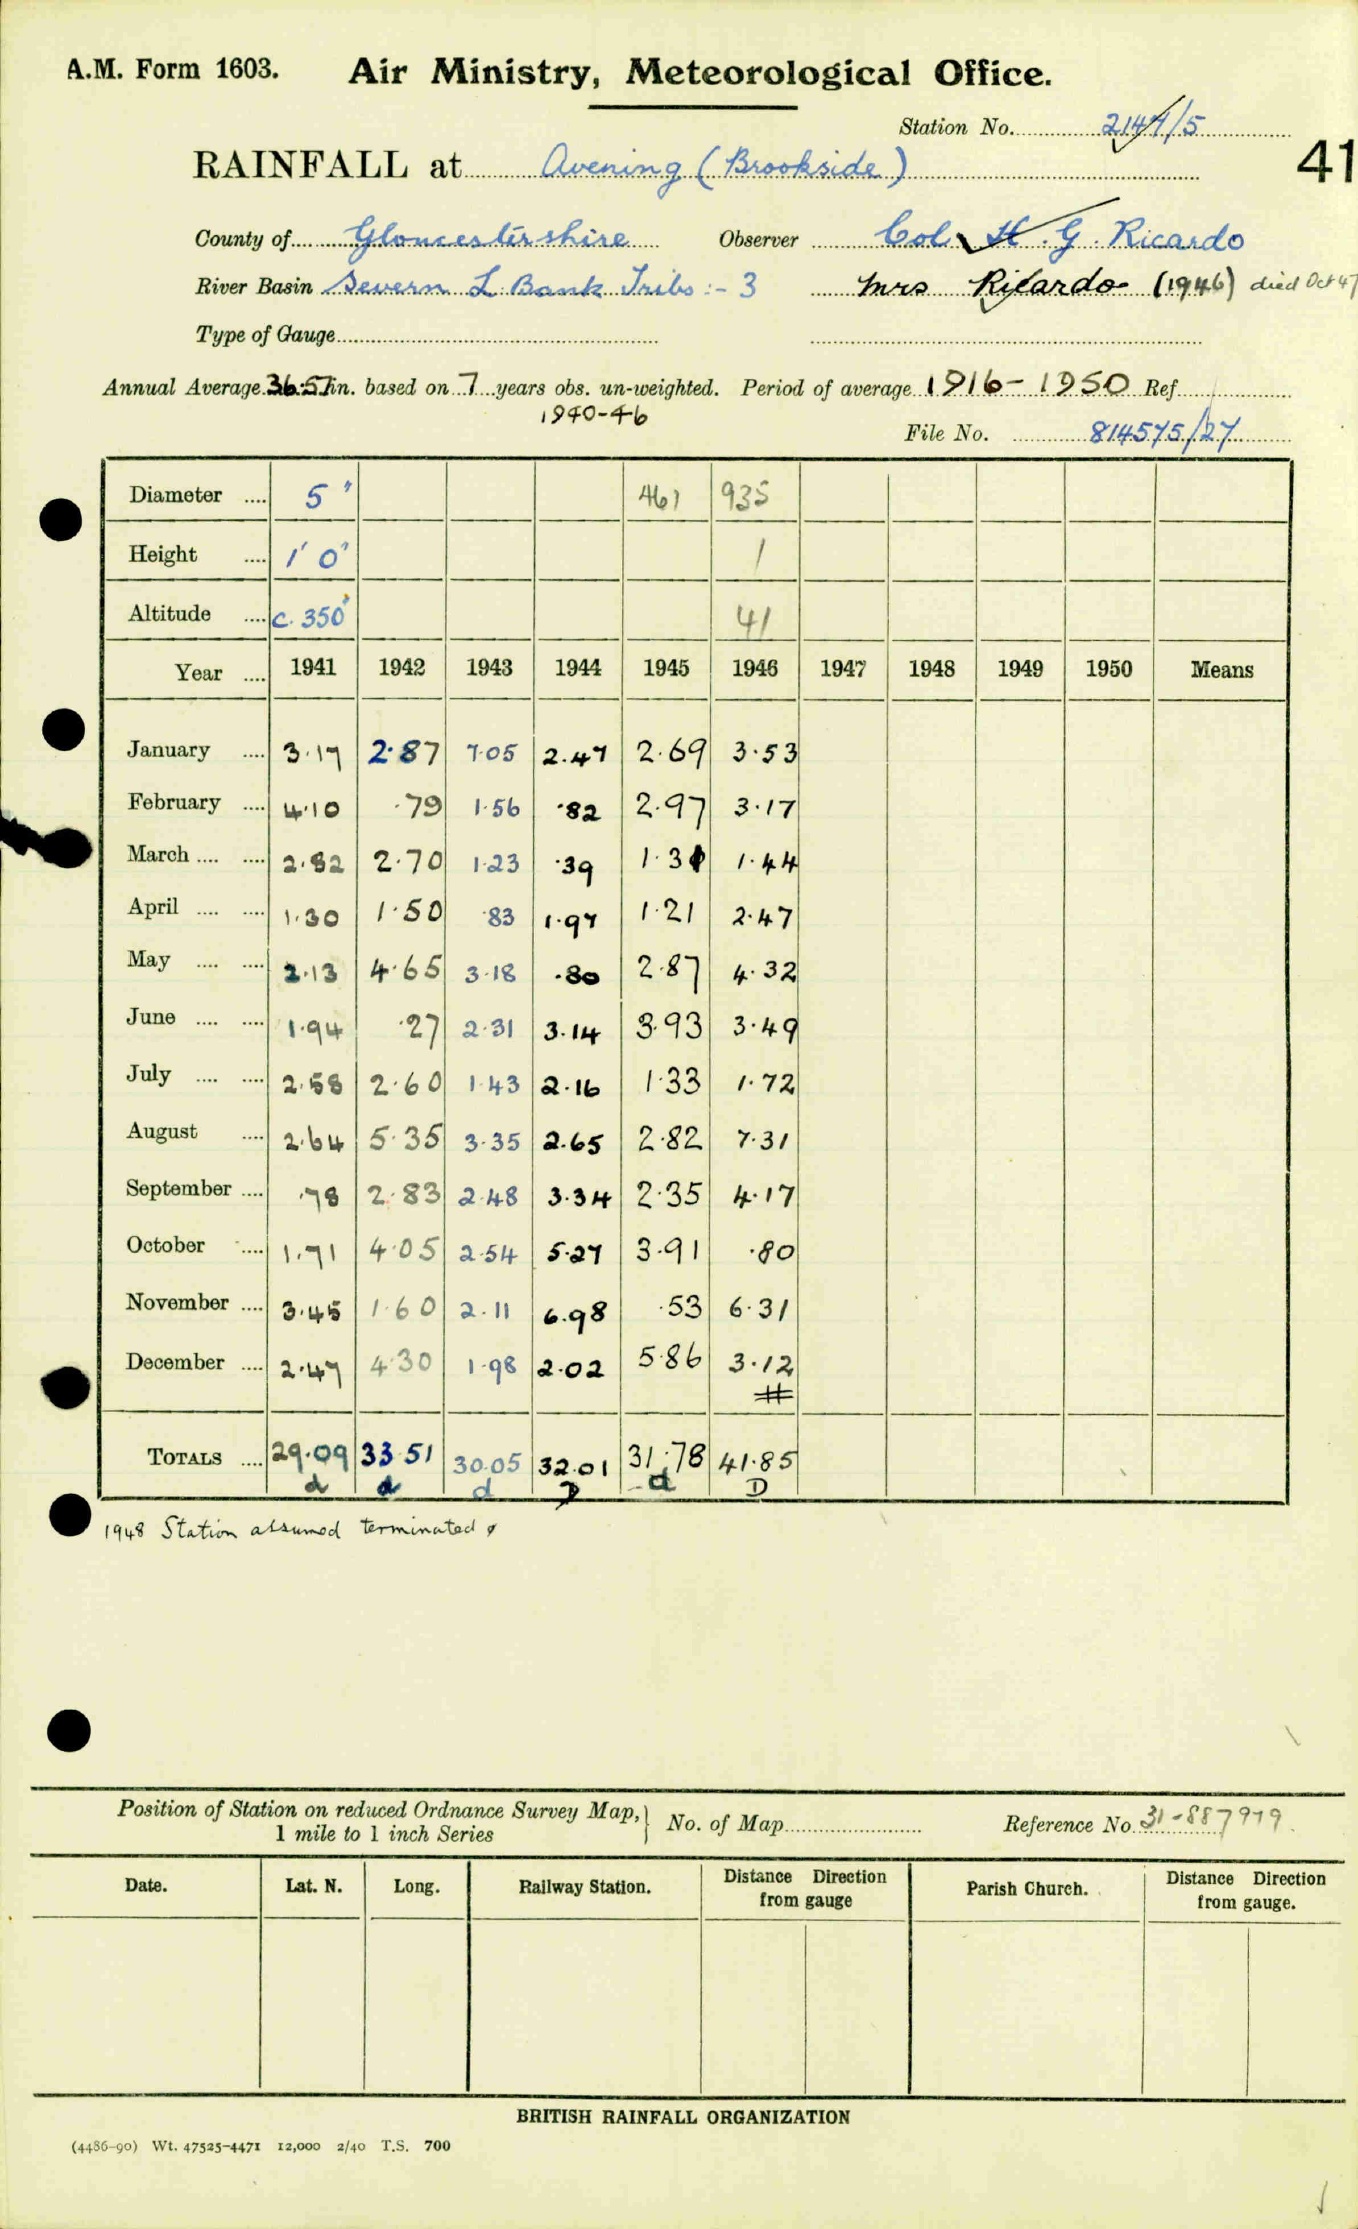 A.M. Form 1603. Air Ministry, Meteorological Office.
Station No. 2144/5
41
RAINFALL at Avening (Brookside)
County of Gloucestershire Observer Col. H. G. Ricardo
River Basin Severn L Bank Tribs :- 3 Mrs Ricardo (1946) died Oct 47
Type of Gauge
Annual Average 36.57 in. based on 7 years obs. un-weighted. Period of average 1916-1950 Ref
1940-46
File No. 814575/27
Diameter .... 5" 461 935
Height .... 1' 0" 1
Altitude .... c. 350' 41
Year .... 1941 1942 1943 1944 1945 1946 1947 1948 1949 1950 Means
January .... 3.17 2.87 7.05 2.47 2.69 3.53
February .... 4.10 .79 1.56 .82 2.97 3.17
March .... .... 2.82 2.70 1.23 .39 1.31 1.44
April .... .... 1.30 1.50 .83 1.97 1.21 2.47
May .... .... 2.13 4.65 3.18 .80 2.87 4.32
June .... .... 1.94 .27 2.31 3.14 3.93 3.49
July .... .... 2.58 2.60 1.43 2.16 1.33 1.72
August .... 2.64 5.35 3.35 2.65 2.82 7.31
September .... .78 2.83 2.48 3.34 2.35 4.17
October .... 1.71 4.05 2.54 5.27 3.91 .80
November .... 3.45 1.60 2.11 6.98 .53 6.31
December .... 2.47 4.30 1.98 2.02 5.86 3.12
#
TOTALS .... 29.09 33.51 30.05 32.01 31.78 41.85
d d d D d D
1948 Station assumed terminated
Position of Station on reduced Ordnance Survey Map, No. of Map Reference No. 31-887979
1 mile to 1 inch Series
Date. Lat. N. Long. Railway Station. Distance from gauge Direction Parish Church. Distance Direction from gauge.
BRITISH RAINFALL ORGANIZATION
(4486-90) Wt. 47525-4471 12,000 2/40 T.S. 700